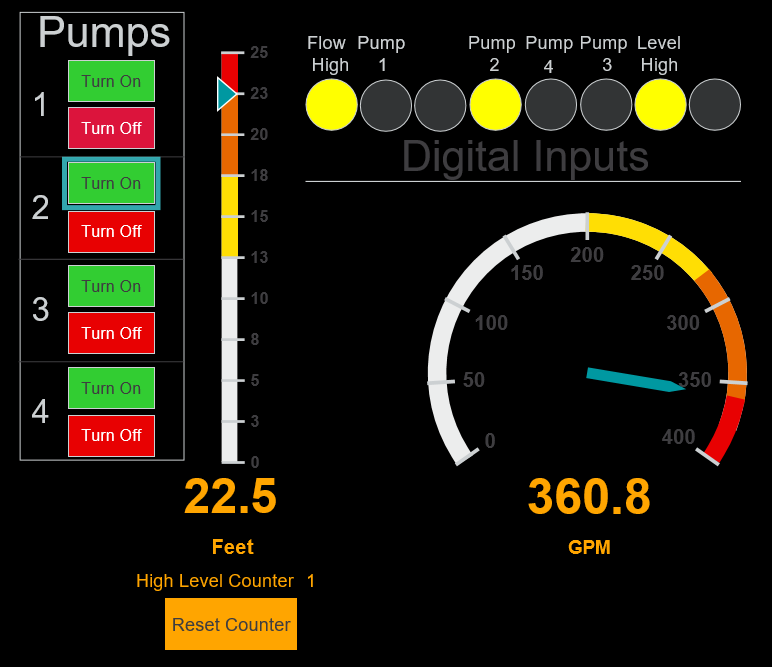 Pumps
1
Turn On
Turn Off
2
Turn On
Turn Off
3
Turn On
Turn Off
4
Turn On
Turn Off
25
23
20
18
15
13
10
8
5
3
0
22.5
Feet
High Level Counter 1
Reset Counter
Flow High
Pump 1
Pump 2
Pump 4
Pump 3
Level High
Digital Inputs
0
50
100
150
200
250
300
350
400
360.8
GPM